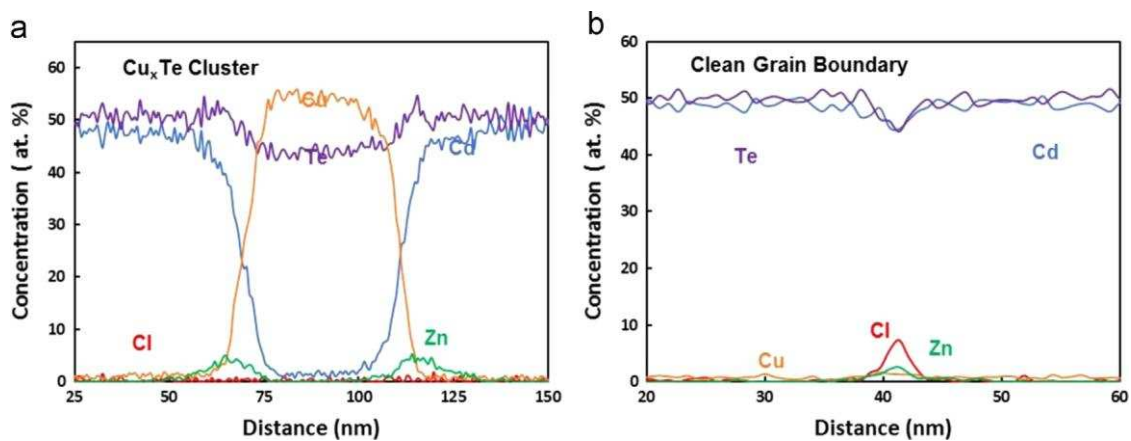 a
Cu_xTe Cluster
Concentration ( at. %)
60
50
40
30
20
10
0
Cu
Te
Cd
Cl
Zn
25
50
75
100
125
150
Distance (nm)
b
Clean Grain Boundary
Concentration ( at. %)
60
50
40
30
20
10
0
Te
Cd
Cl
Cu
Zn
20
30
40
50
60
Distance (nm)